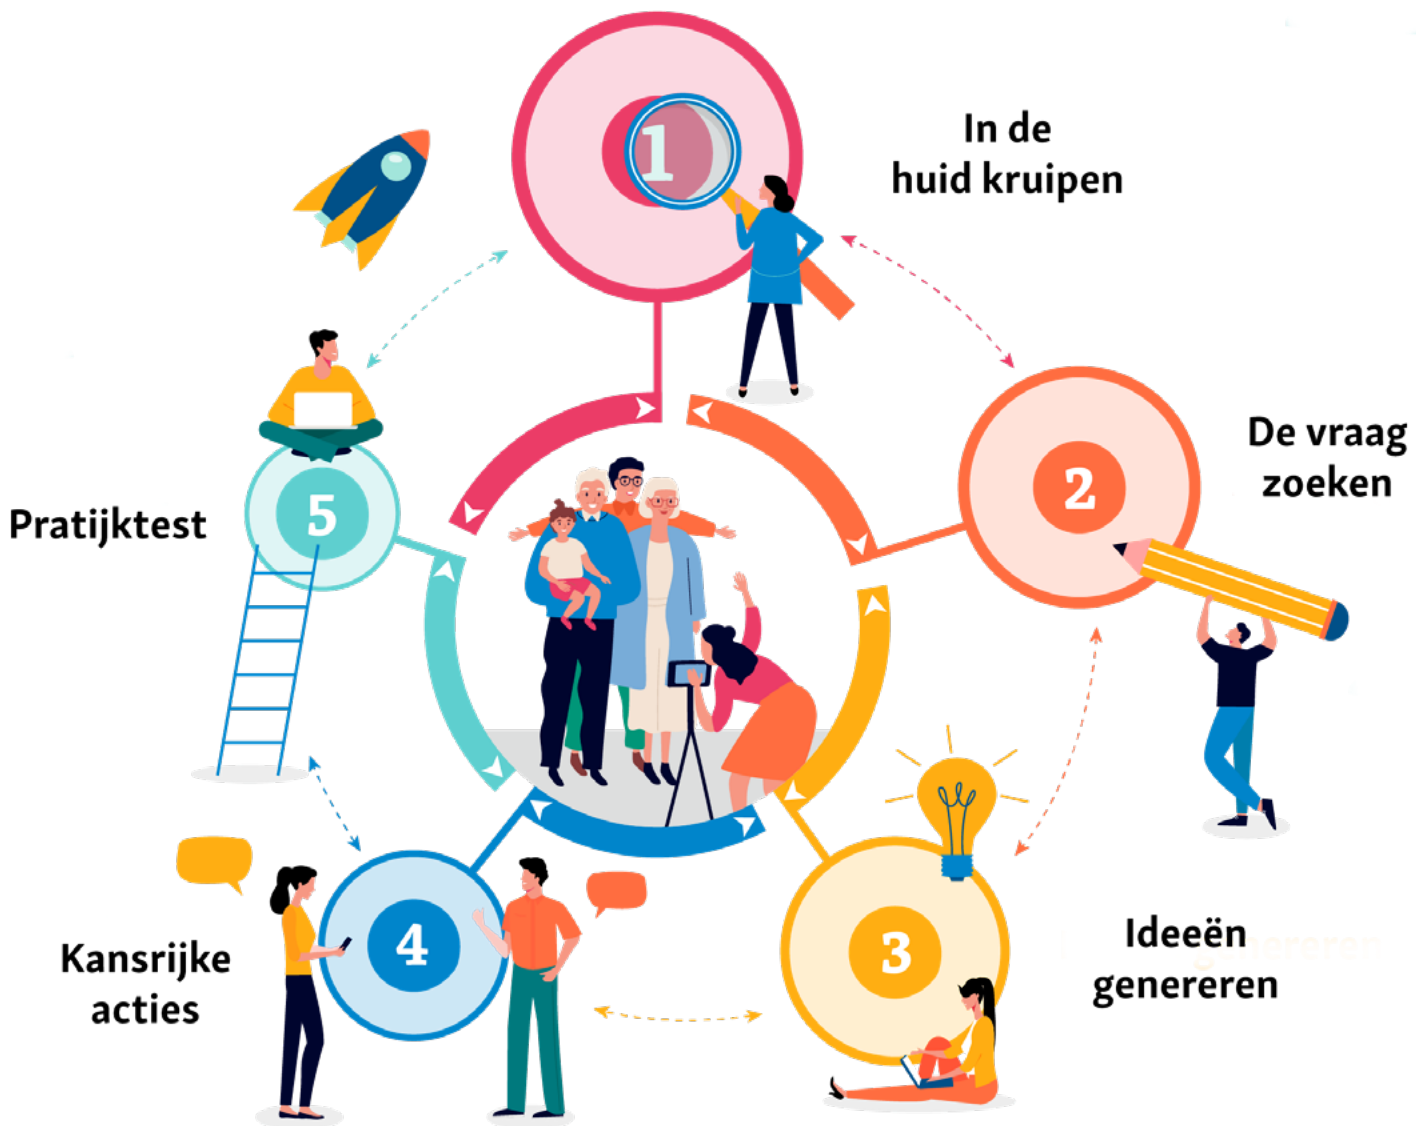 1
In de
huid kruipen
2
De vraag
zoeken
3
Ideeën
genereren
4
Kansrijke
acties
5
Pratijktest